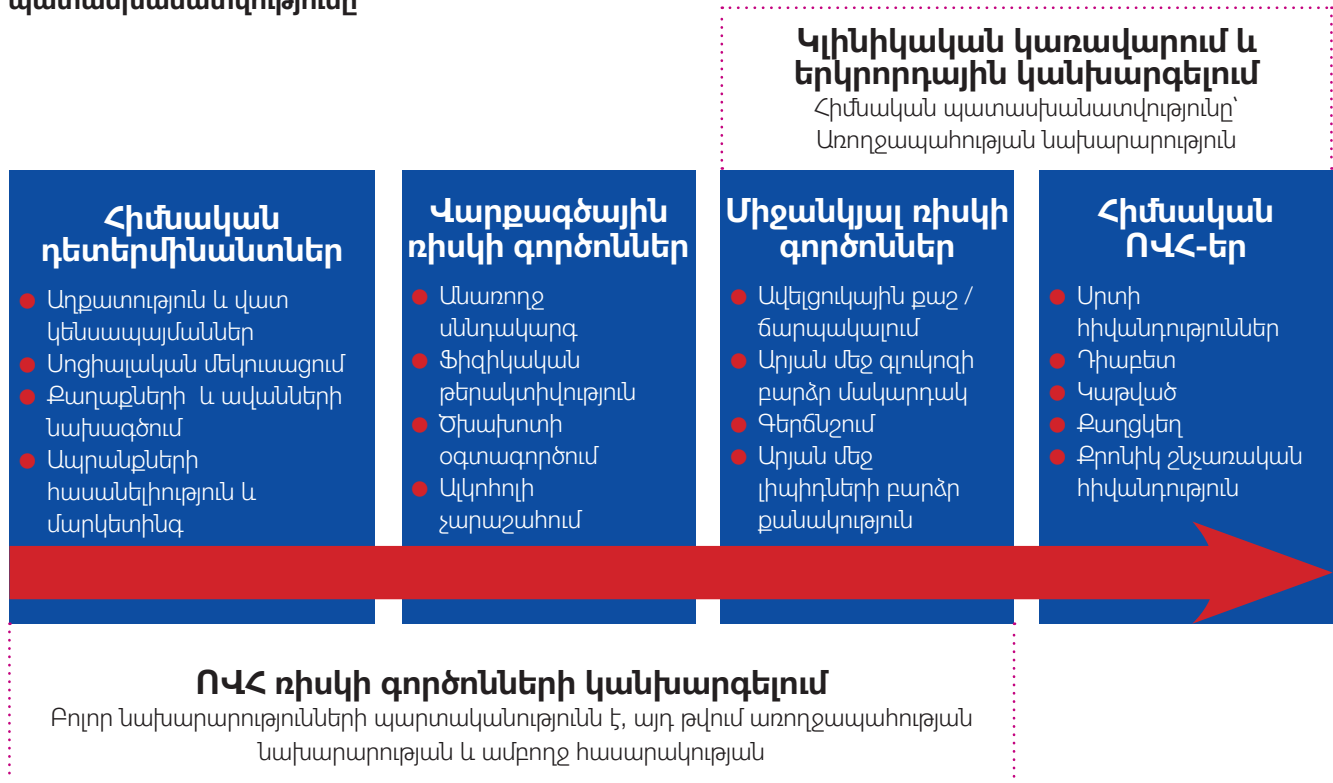 պատասխանատվությունը
Կլինիկական կառավարում և
երկրորդային կանխարգելում
Հիմնական պատասխանատվությունը՝
Առողջապահության նախարարություն
Հիմնական
դետերմինանտներ
● Աղքատություն և վատ
կենսապայմաններ
● Սոցիալական մեկուսացում
● Քաղաքների և ավանների
նախագծում
● Ապրանքների
հասանելիություն և
մարկետինգ
Վարքագծային
ռիսկի գործոններ
● Անառողջ
սննդակարգ
● Ֆիզիկական
թերակտիվություն
● Ծխախոտի
օգտագործում
● Ալկոհոլի
չարաշահում
Միջանկյալ ռիսկի
գործոններ
● Ավելցուկային քաշ /
ճարպակալում
● Արյան մեջ գլուկոզի
բարձր մակարդակ
● Գերճնշում
● Արյան մեջ
լիպիդների բարձր
քանակություն
Հիմնական
ՈՎՀ-եր
● Սրտի
հիվանդություններ
● Դիաբետ
● Կաթված
● Քաղցկեղ
● Քրոնիկ շնչառական
հիվանդություն
ՈՎՀ ռիսկի գործոնների կանխարգելում
Բոլոր նախարարությունների պարտականությունն է, այդ թվում առողջապահության
նախարարության և ամբողջ հասարակության